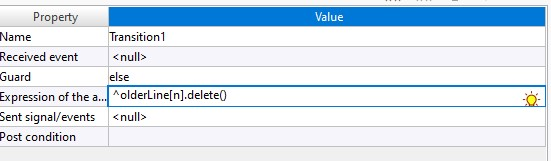 Property Value
Name Transition1
Received event <null>
Guard else
Expression of the a... ^olderLine[n].delete()
Sent signal/events <null>
Post condition